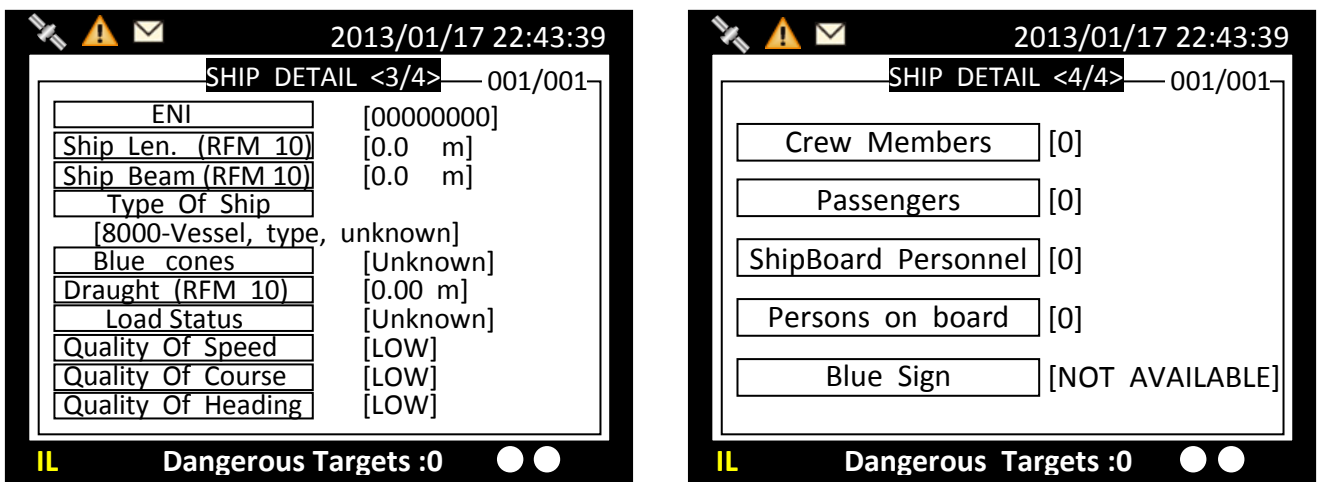 2013/01/17 22:43:39
SHIP DETAIL <3/4> 001/001
ENI [00000000]
Ship Len. (RFM 10) [0.0 m]
Ship Beam (RFM 10) [0.0 m]
Type Of Ship
[8000-Vessel, type, unknown]
Blue cones [Unknown]
Draught (RFM 10) [0.00 m]
Load Status [Unknown]
Quality Of Speed [LOW]
Quality Of Course [LOW]
Quality Of Heading [LOW]
IL Dangerous Targets :0
2013/01/17 22:43:39
SHIP DETAIL <4/4> 001/001
Crew Members [0]
Passengers [0]
ShipBoard Personnel [0]
Persons on board [0]
Blue Sign [NOT AVAILABLE]
IL Dangerous Targets :0